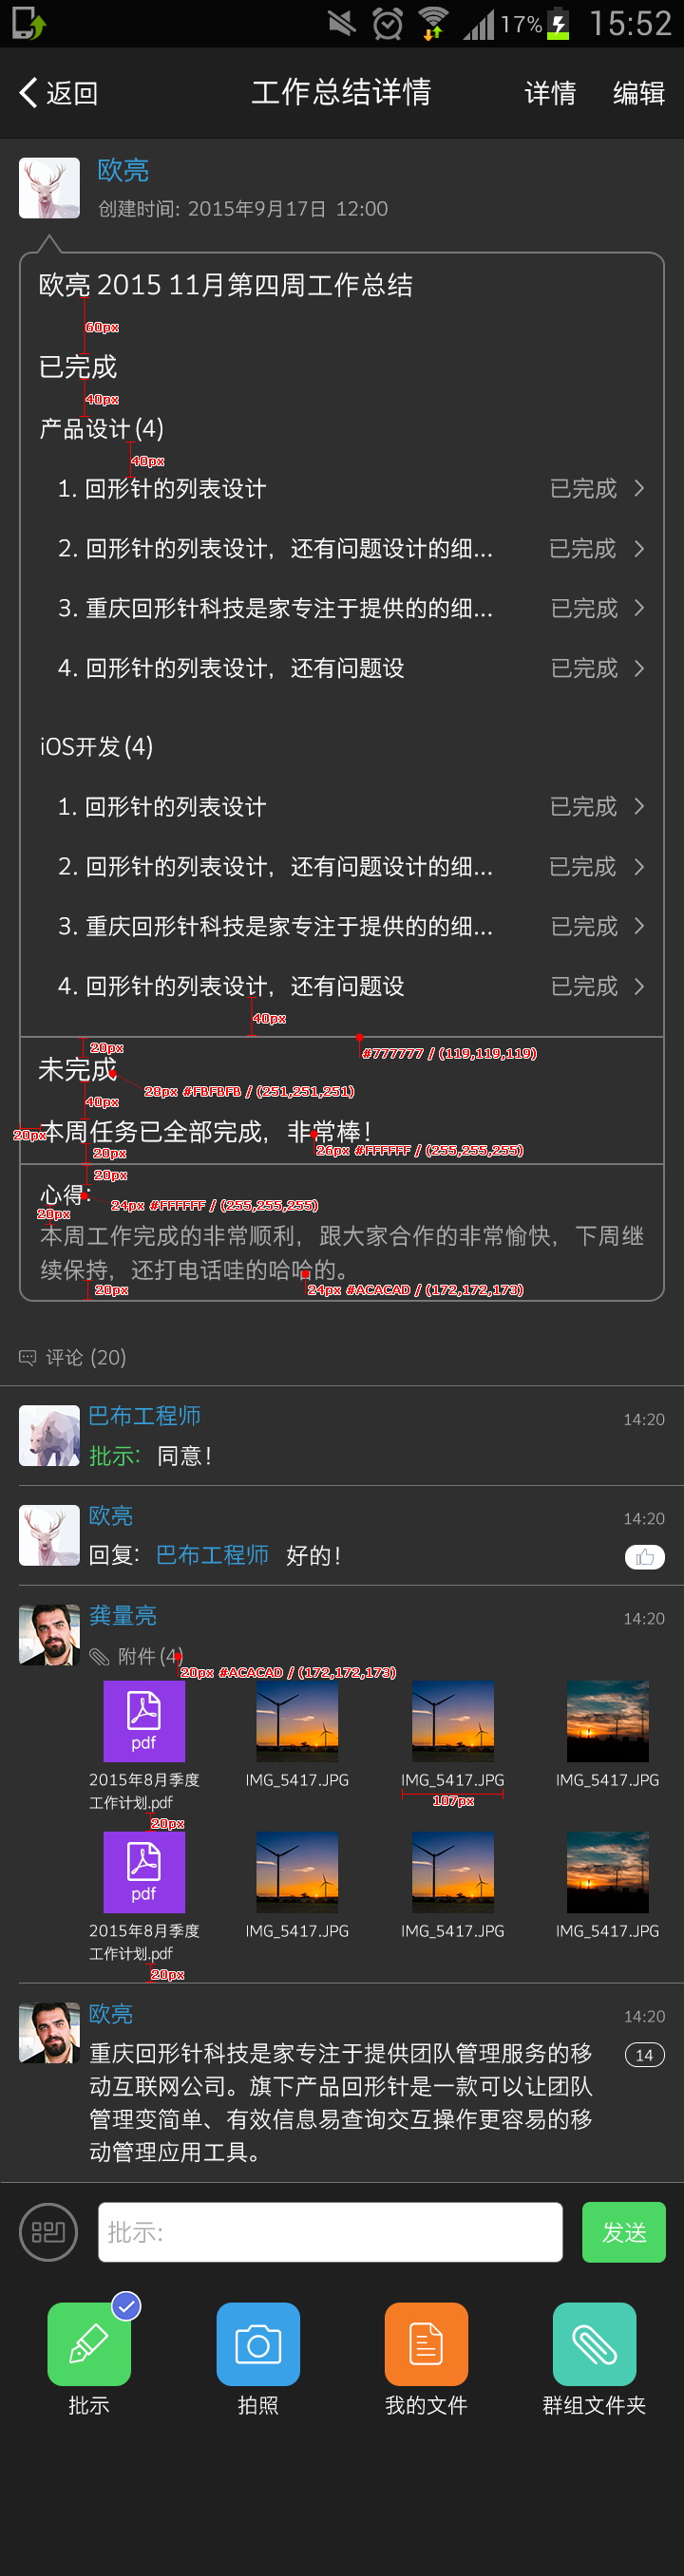 17% 15:52
返回 工作总结详情 详情 编辑
欧亮
创建时间: 2015年9月17日 12:00
欧亮 2015 11月第四周工作总结
60px
已完成
40px
产品设计(4)
40px
1. 回形针的列表设计 已完成
2. 回形针的列表设计，还有问题设计的细... 已完成
3. 重庆回形针科技是家专注于提供的的细... 已完成
4. 回形针的列表设计，还有问题设 已完成
iOS开发(4)
1. 回形针的列表设计 已完成
2. 回形针的列表设计，还有问题设计的细... 已完成
3. 重庆回形针科技是家专注于提供的的细... 已完成
4. 回形针的列表设计，还有问题设 已完成
40px
20px #777777 / (119,119,119)
未完成
28px #FBFBFB / (251,251,251)
40px
20px 本周任务已全部完成，非常棒！
20px 26px #FFFFFF / (255,255,255)
20px
心得：
24px #FFFFFF / (255,255,255)
20px
本周工作完成的非常顺利，跟大家合作的非常愉快，下周继
续保持，还打电话哇的哈哈的。
20px 24px #ACACAD / (172,172,173)
评论 (20)
巴布工程师 14:20
批示： 同意！
欧亮 14:20
回复： 巴布工程师 好的！
龚量亮 14:20
附件(4)
20px #ACACAD / (172,172,173)
pdf
2015年8月季度 IMG_5417.JPG IMG_5417.JPG IMG_5417.JPG
工作计划.pdf 107px
20px
pdf
2015年8月季度 IMG_5417.JPG IMG_5417.JPG IMG_5417.JPG
工作计划.pdf
20px
欧亮 14:20
重庆回形针科技是家专注于提供团队管理服务的移 14
动互联网公司。旗下产品回形针是一款可以让团队
管理变简单、有效信息易查询交互操作更容易的移
动管理应用工具。
批示: 发送
批示 拍照 我的文件 群组文件夹